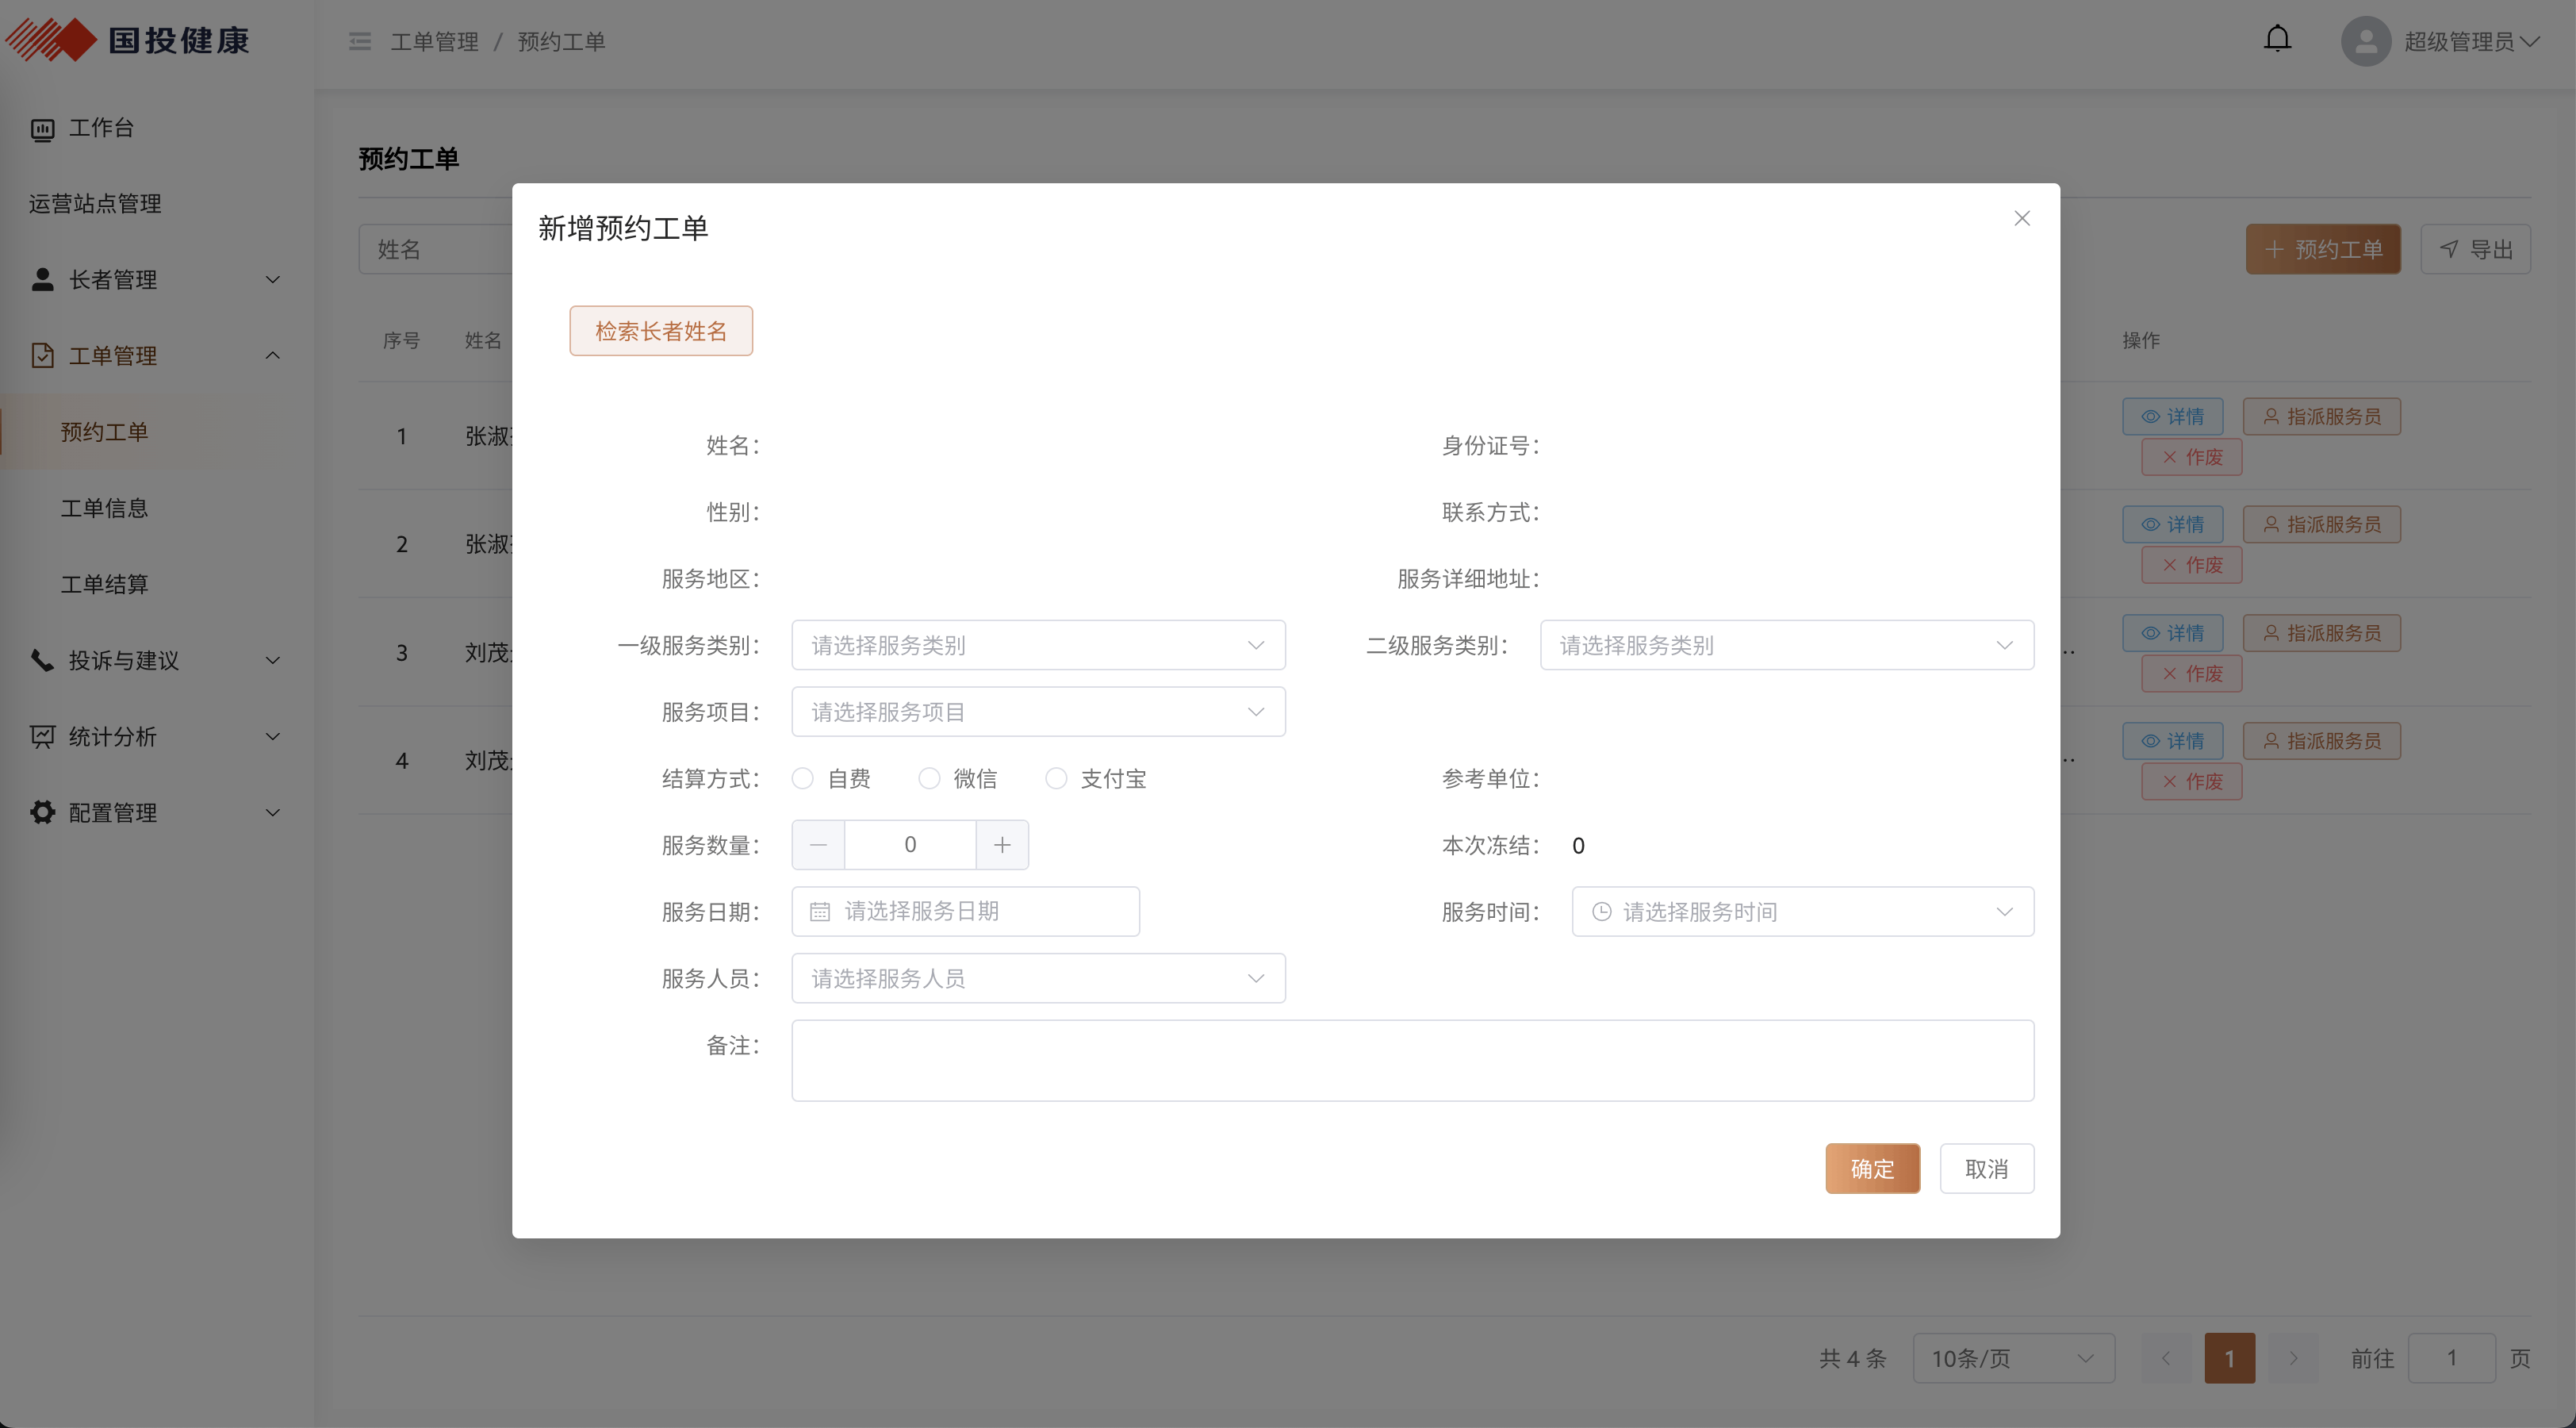 国投健康
工单管理 / 预约工单
超级管理员
工作台
运营站点管理
长者管理
工单管理
预约工单
工单信息
工单结算
投诉与建议
统计分析
配置管理
预约工单
姓名
预约工单
导出
序号 姓名 操作
1 张淑 详情 指派服务员
作废
2 张淑 详情 指派服务员
作废
3 刘茂 .. 详情 指派服务员
作废
4 刘茂 .. 详情 指派服务员
作废
新增预约工单
检索长者姓名
姓名： 身份证号：
性别： 联系方式：
服务地区： 服务详细地址：
一级服务类别： 请选择服务类别 二级服务类别： 请选择服务类别
服务项目： 请选择服务项目
结算方式： 自费 微信 支付宝 参考单位：
服务数量： 0 本次冻结： 0
服务日期： 请选择服务日期 服务时间： 请选择服务时间
服务人员： 请选择服务人员
备注：
确定 取消
共 4 条 10条/页 1 前往 1 页